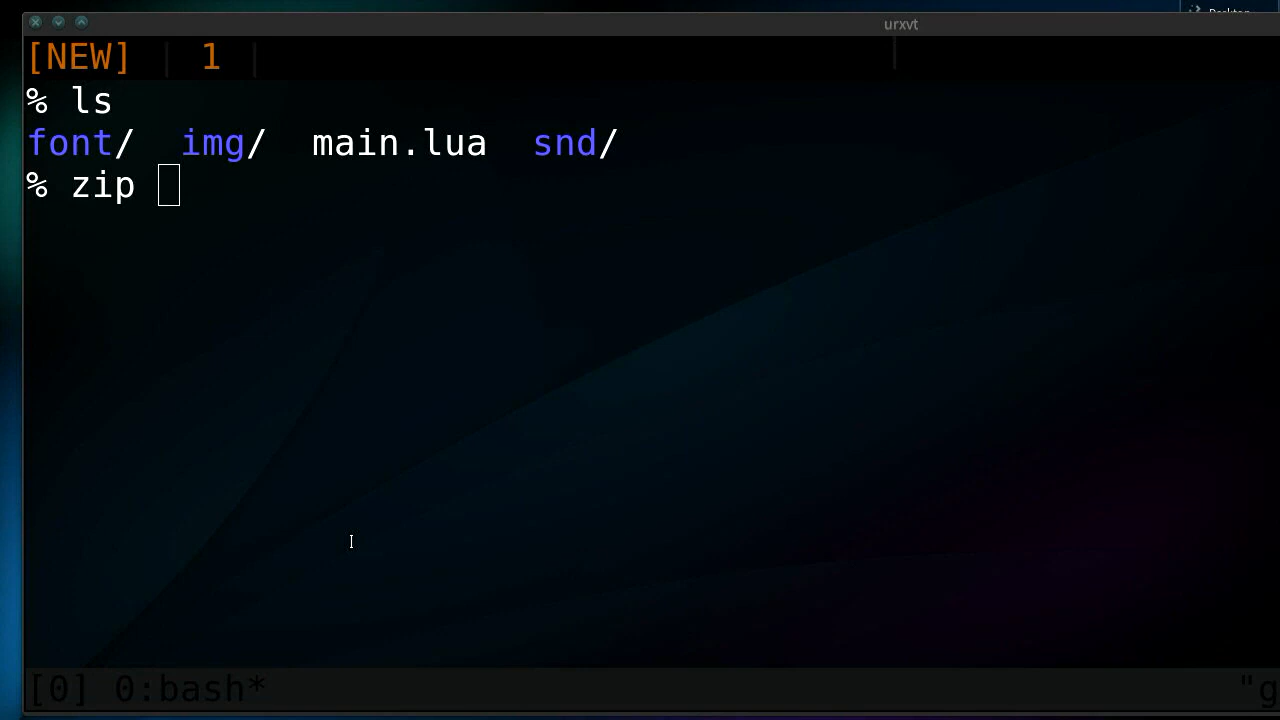 urxvt
[NEW] | 1 |
% ls
font/ img/ main.lua snd/
% zip
[0] 0:bash* "g